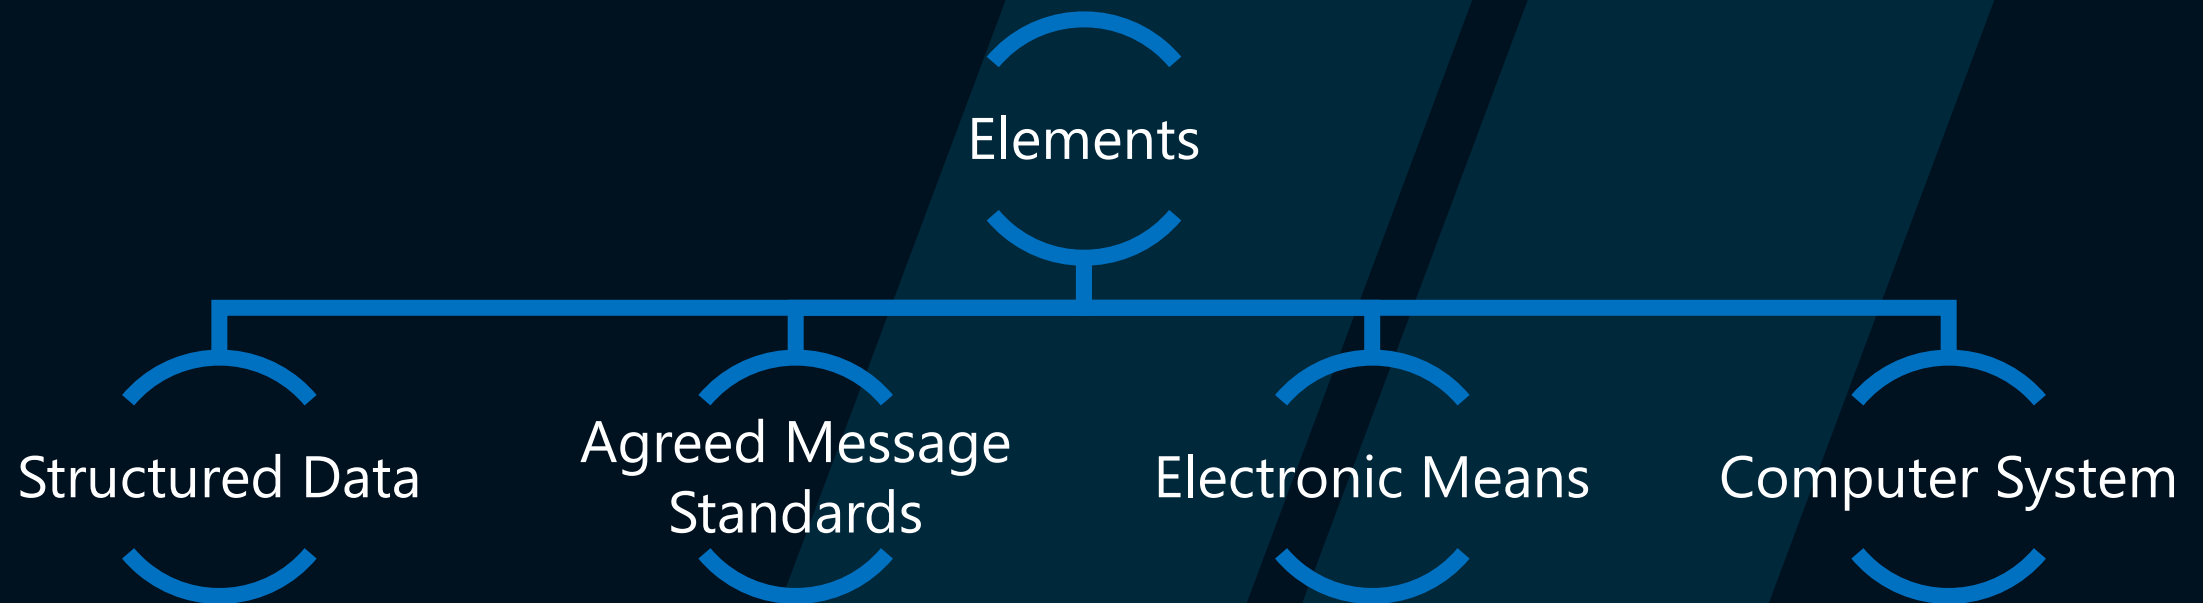 Elements
Structured Data
Agreed Message
Standards
Electronic Means
Computer System